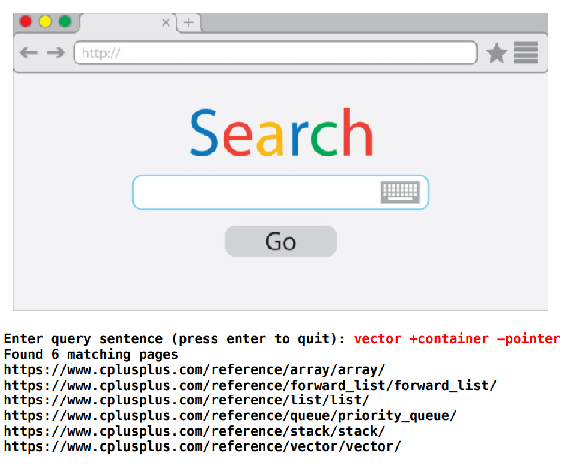 http://
Search
Go
Enter query sentence (press enter to quit): vector +container -pointer
Found 6 matching pages
https://www.cplusplus.com/reference/array/array/
https://www.cplusplus.com/reference/forward_list/forward_list/
https://www.cplusplus.com/reference/list/list/
https://www.cplusplus.com/reference/queue/priority_queue/
https://www.cplusplus.com/reference/stack/stack/
https://www.cplusplus.com/reference/vector/vector/